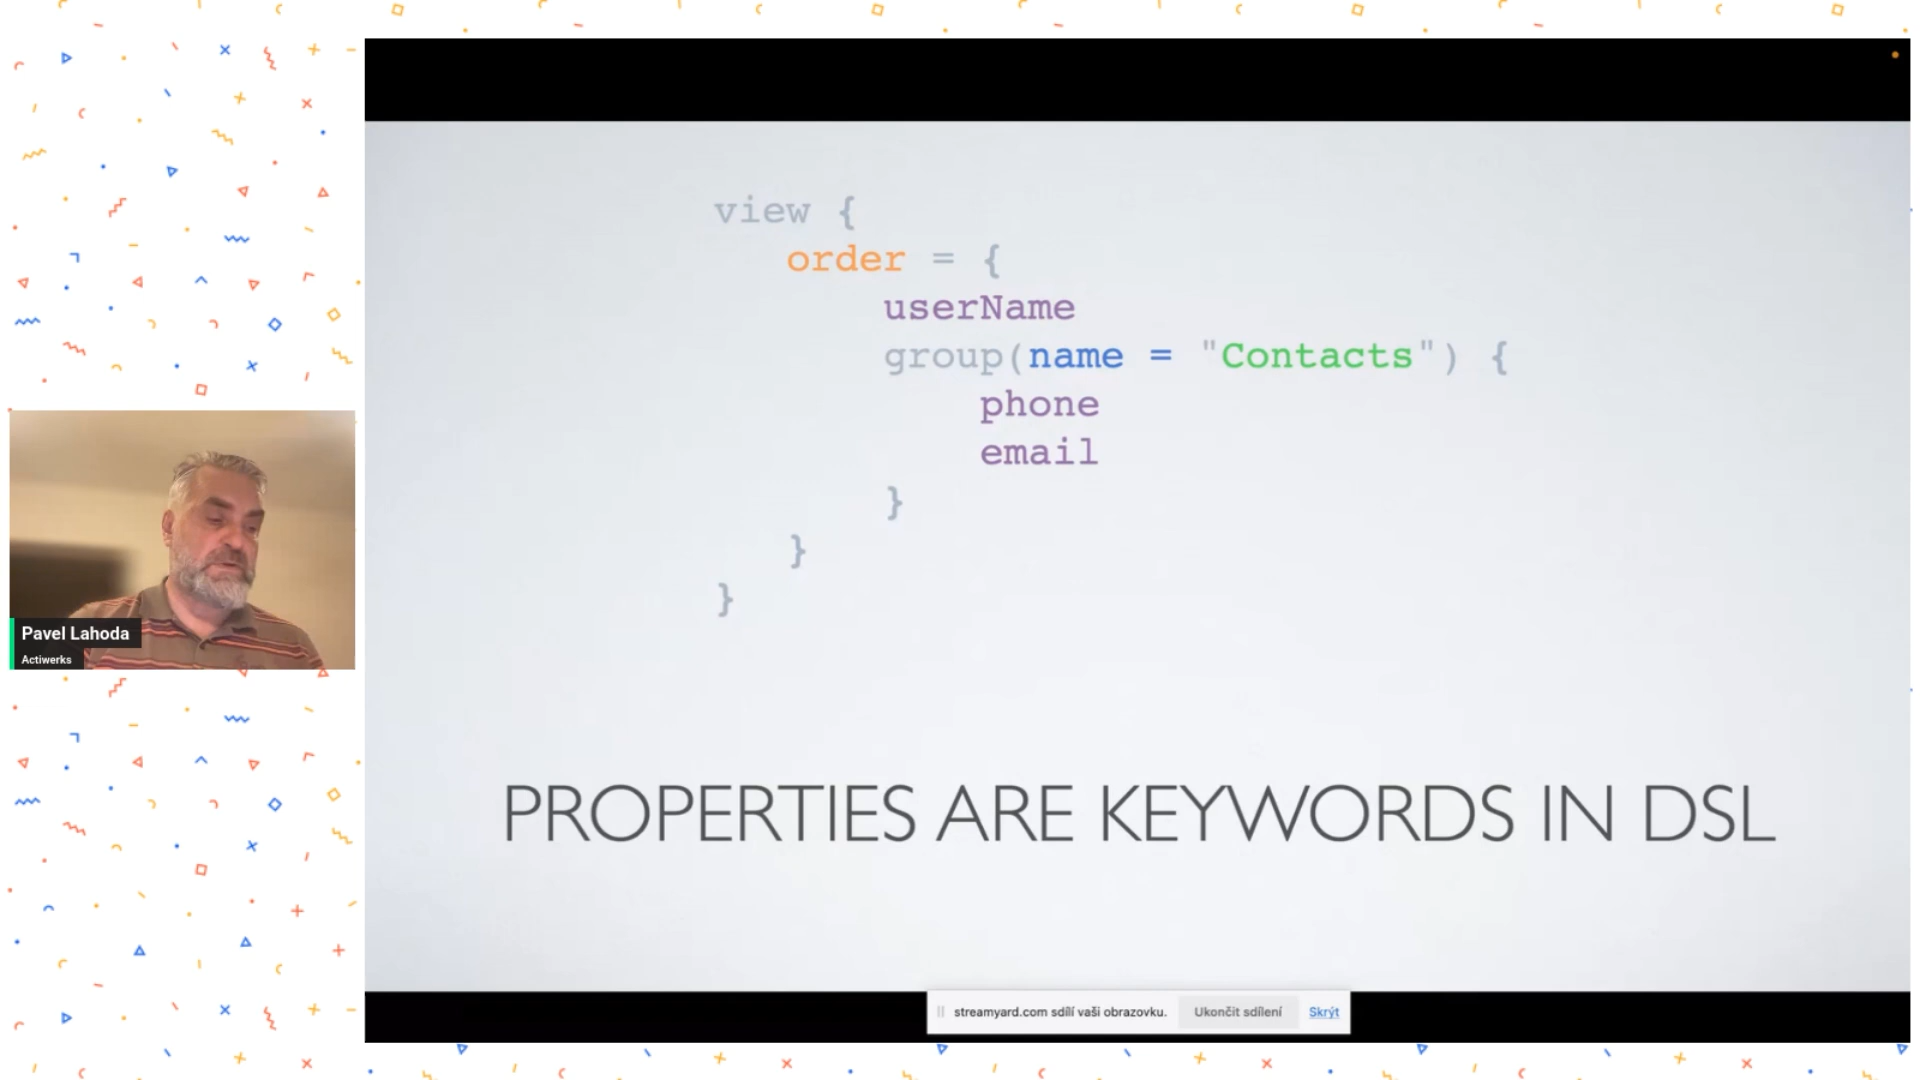 view {
order = {
userName
group(name = "Contacts") {
phone
email
}
}
}
PROPERTIES ARE KEYWORDS IN DSL
Pavel Lahoda
Actiwerks
streamyard.com sdílí vaši obrazovku.
Ukončit sdílení
Skrýt